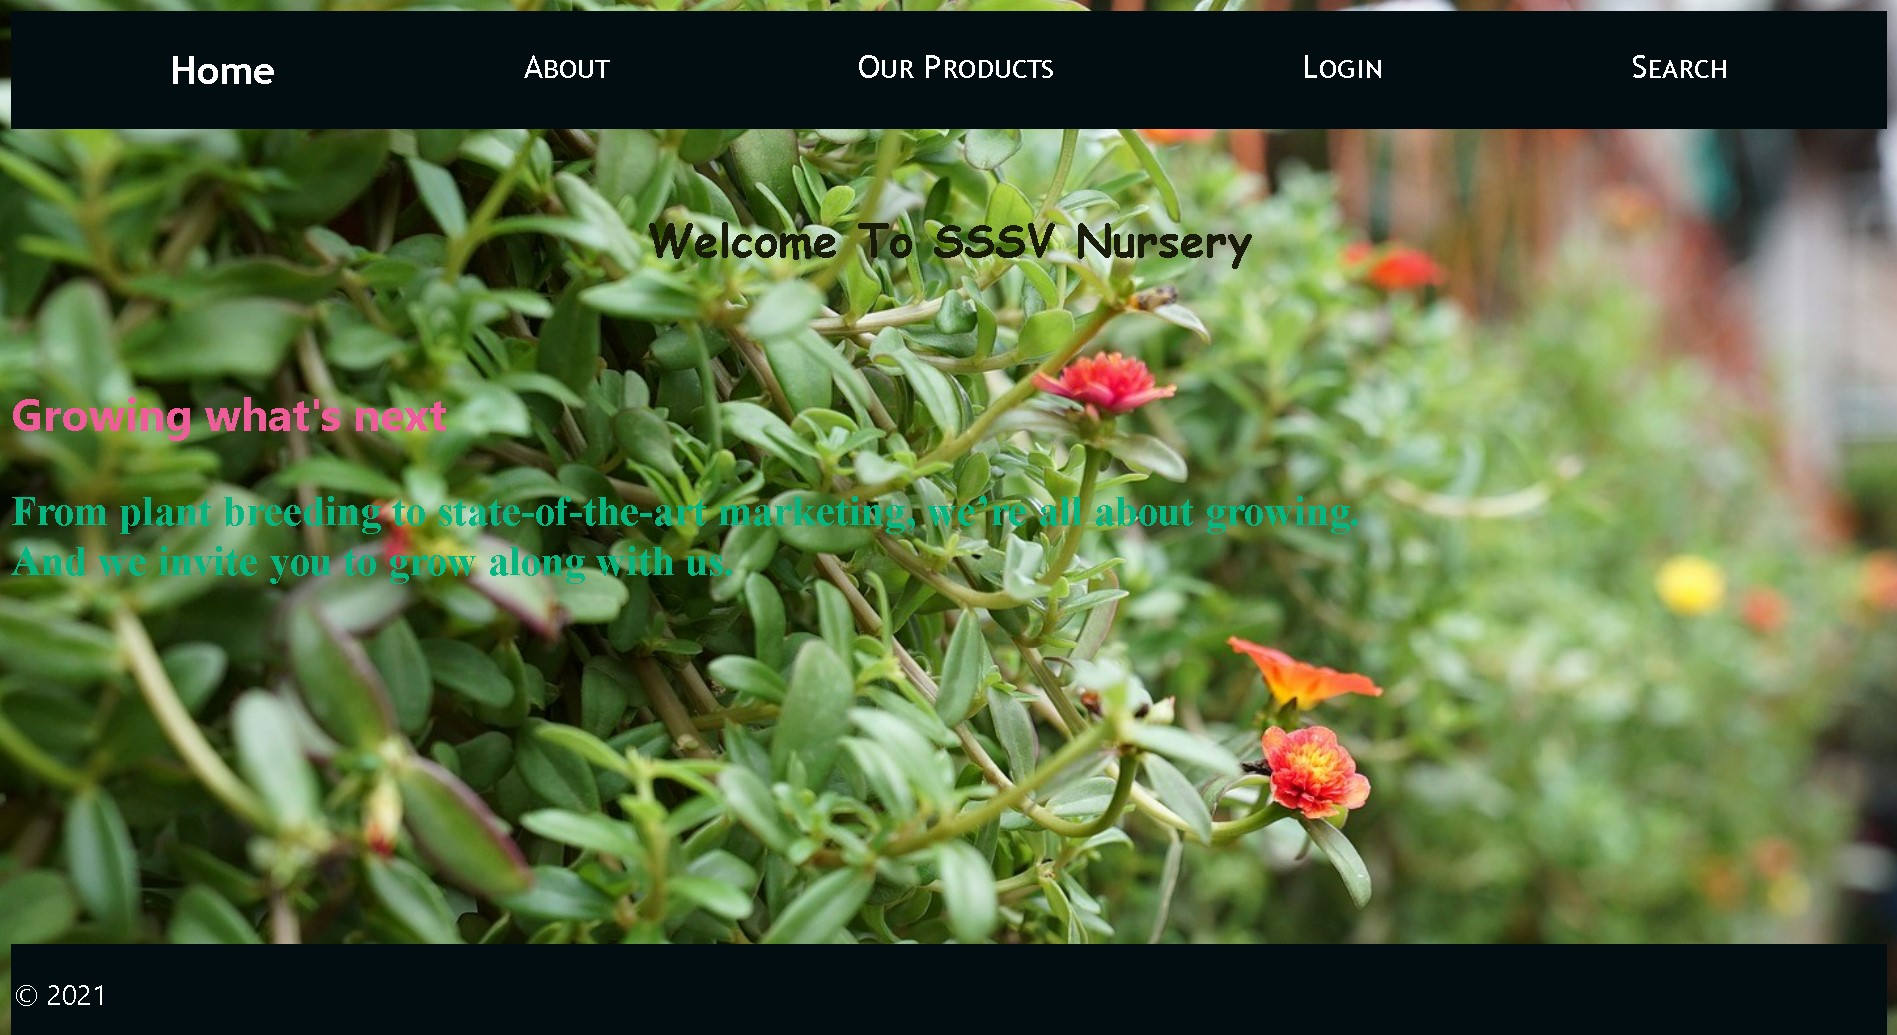 Home
About
Our Products
Login
Search
Welcome To SSSV Nursery
Growing what's next
From plant breeding to state-of-the-art marketing, we’re all about growing.
And we invite you to grow along with us.
© 2021